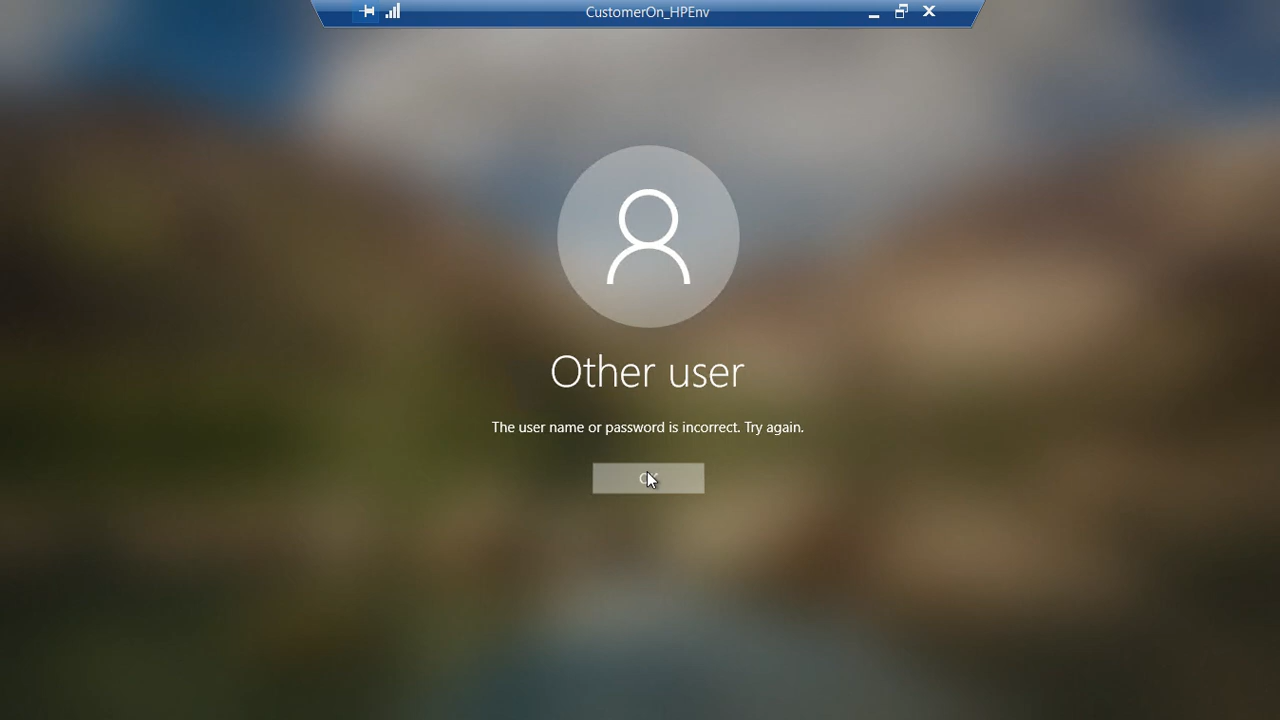 CustomerOn_HPEnv
Other user
The user name or password is incorrect. Try again.